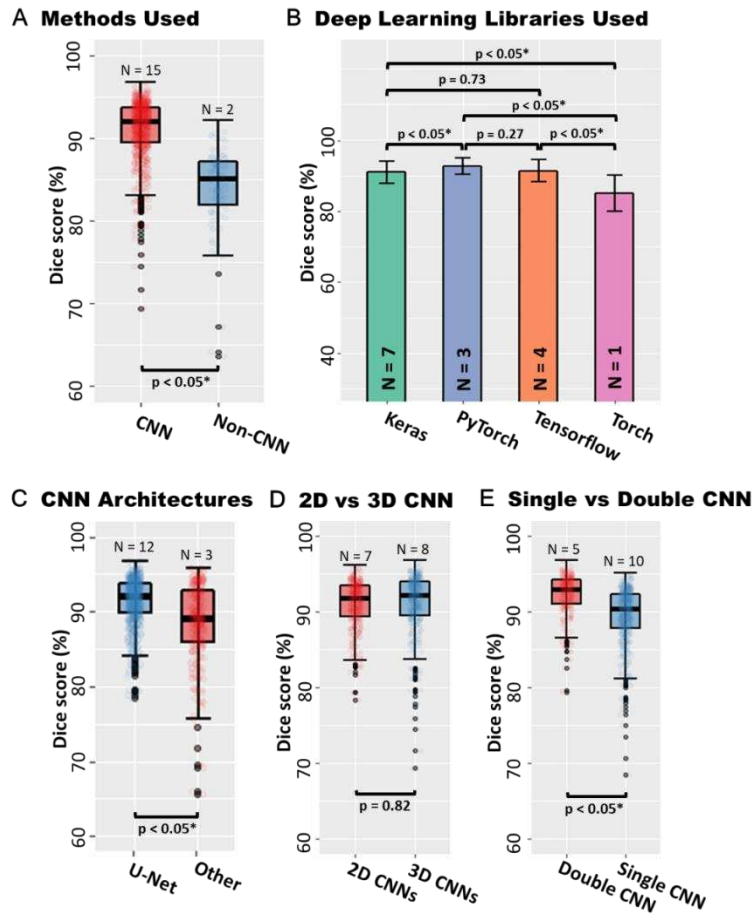 A Methods Used
Dice score (%)
100
90
80
70
60
N = 15
N = 2
p < 0.05*
CNN
Non-CNN
B Deep Learning Libraries Used
Dice score (%)
100
90
80
60
40
p < 0.05*
p = 0.73
p < 0.05*
p < 0.05*
p = 0.27
p < 0.05*
N = 7
N = 3
N = 4
N = 1
Keras
PyTorch
Tensorflow
Torch
C CNN Architectures
Dice score (%)
100
90
80
70
60
N = 12
N = 3
p < 0.05*
U-Net
Other
D 2D vs 3D CNN
Dice score (%)
100
90
80
70
60
N = 7
N = 8
p = 0.82
2D CNNs
3D CNNs
E Single vs Double CNN
Dice score (%)
100
90
80
70
60
N = 5
N = 10
p < 0.05*
Double CNN
Single CNN